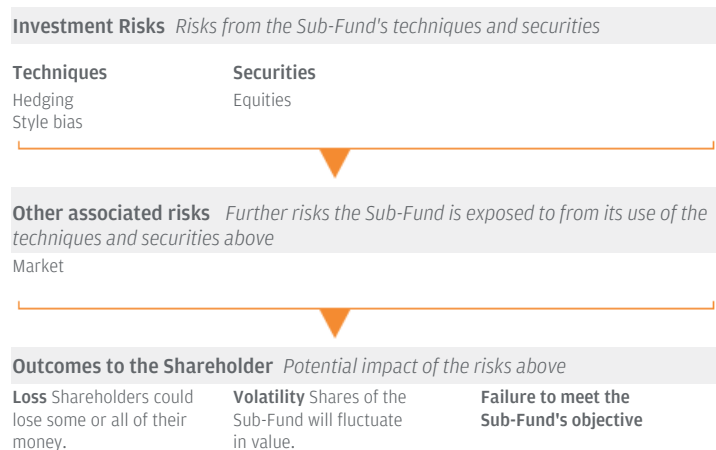 Investment Risks Risks from the Sub-Fund's techniques and securities
Techniques
Hedging
Style bias
Securities
Equities
Other associated risks Further risks the Sub-Fund is exposed to from its use of the
techniques and securities above
Market
Outcomes to the Shareholder Potential impact of the risks above
Loss Shareholders could
lose some or all of their
money.
Volatility Shares of the
Sub-Fund will fluctuate
in value.
Failure to meet the
Sub-Fund's objective